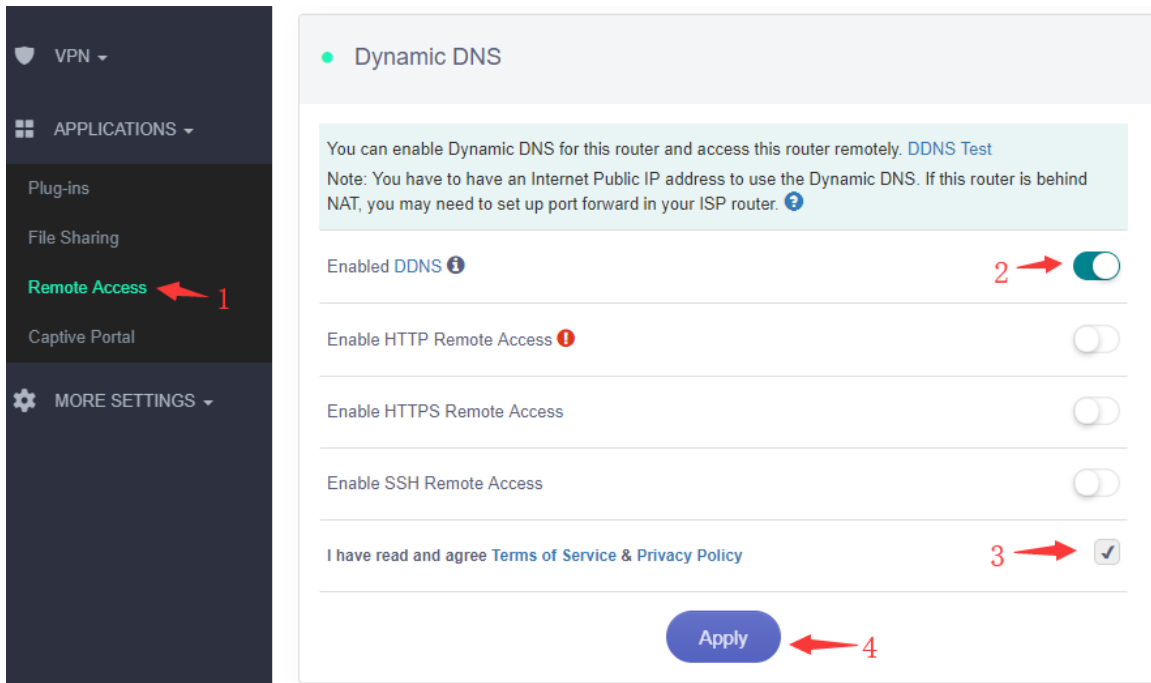 VPN
APPLICATIONS
Plug-ins
File Sharing
Remote Access
1
Captive Portal
MORE SETTINGS
Dynamic DNS
You can enable Dynamic DNS for this router and access this router remotely. DDNS Test
Note: You have to have an Internet Public IP address to use the Dynamic DNS. If this router is behind
NAT, you may need to set up port forward in your ISP router. ?
Enabled DDNS i
2
Enable HTTP Remote Access !
Enable HTTPS Remote Access
Enable SSH Remote Access
I have read and agree Terms of Service & Privacy Policy
3
Apply
4